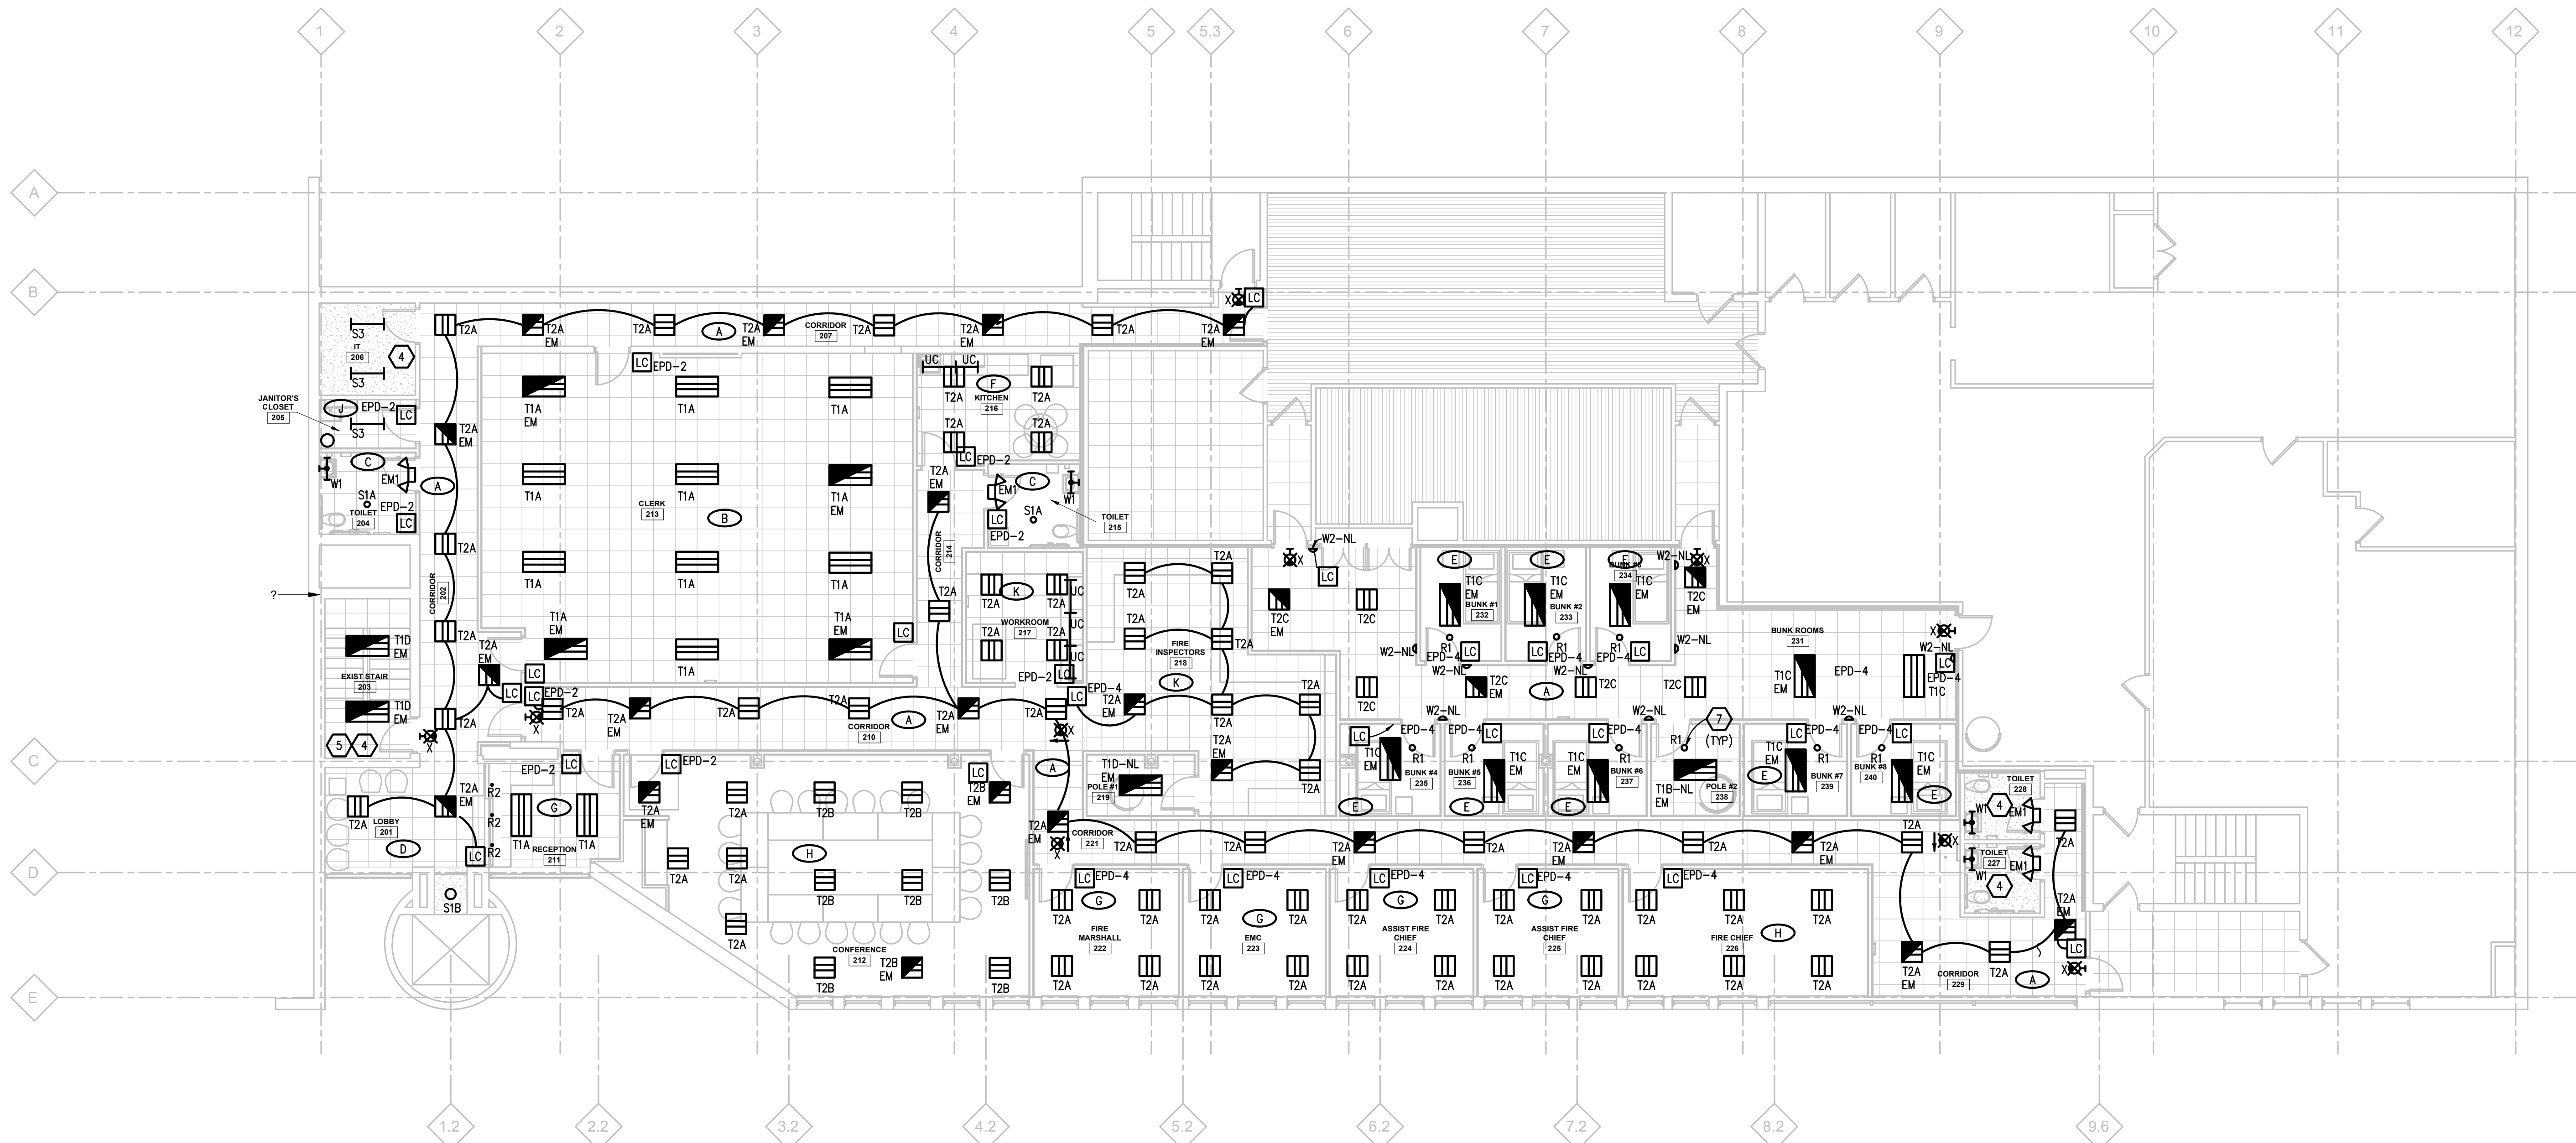 1 2 3 4 5 5.3 6 7 8 9 10 11 12
A
B
X LC
S3
IT
206
4
S3
T2A
T2A
EM
T2A
A
T2A
EM
CORRIDOR
207
T2A
T2A
EM
T2A
T2A
EM
JANITOR'S
CLOSET
205
J EPD-2
LC
S3
C
W1
EM1
S1A
EPD-2
TOILET
204
LC
T2A
EM
A
T2A
CORRIDOR
202
T2A
T2A
EM
T2A
LC
EPD-2
T1A
EM
T1A
T1A
T1A
T1A
T1A
EM
CLERK
213
B
T1A
T1A
T1A
T1A
EM
T1A
T1A
EM
LC
UC UC
F
KITCHEN
216
T2A
T2A
T2A
T2A
LC
EPD-2
T2A
EM
C
EM1
W1
S1A
LC
EPD-2
TOILET
215
CORRIDOR
214
T2A
K
T2A
T2A
UC
WORKROOM
217
UC
T2A
T2A
UC
EPD-2
LC
?
T1D
EM
EXIST STAIR
203
T1D
EM
5 4
X
LC
LC
LC
EPD-2
X
T2A
T2A
EM
T2A
T2A
CORRIDOR
210
A
T2A
EM
T2A
LC
EPD-4
X
T2A
T2A
T2A
T2A
FIRE
INSPECTORS
218
K
T2A
EM
T2A
T2A
T2A
EM
T2A
X
W2-NL
LC
T2C
EM
T2C
T2C
W2-NL
E
T1C
EM
BUNK #1
232
R1
EPD-4
LC
E
T1C
EM
BUNK #2
233
R1
LC
EPD-4
E
BUNK #3
234
T1C
EM
R1
EPD-4
LC
W2-NL
X
T2C
EM
W2-NL
W2-NL
T2C
EM
W2-NL
A
T2C
T2C
BUNK ROOMS
231
X
W2-NL
LC
EPD-4
T1C
EM
EPD-4
T1C
C
LOBBY
201
D
T2A
T2A
EM
LC
S1B
R2
R2
R2
EPD-2
LC
G
T1A
T1A
RECEPTION
211
LC
EPD-2
T2A
EM
T2A
T2B
T2B
LC
T2B
EM
T2A
T2A
H
T2B
T2B
T2B
T2A
CONFERENCE
212
T2B
T2B
EM
T2B
A
T1D-NL
EM
POLE #1
219
T2A
EM
X
CORRIDOR
221
T2A
T2A
T2A
EM
T2A
T2A
EM
T2A
T2A
EM
T2A
X
LC
T1C
EM
BUNK #4
235
E
W2-NL
EPD-4
R1
BUNK #5
236
R1
LC
T1C
EM
E
T1C
EM
E
W2-NL
EPD-4
LC
R1
BUNK #6
237
R1
7
(TYP)
T1B-NL
EM
POLE #2
238
LC
EPD-4
T1C
EM
R1
E
BUNK #7
239
W2-NL
EPD-4
LC
R1
BUNK #8
240
T1C
EM
E
TOILET
228
4
W1
EM1
TOILET
227
W1
EM1
4
T2A
D
LC
EPD-4
G
T2A
T2A
FIRE
MARSHALL
222
T2A
T2A
LC
EPD-4
G
T2A
T2A
EMC
223
T2A
T2A
LC
EPD-4
G
T2A
T2A
ASSIST FIRE
CHIEF
224
T2A
T2A
LC
EPD-4
G
T2A
T2A
ASSIST FIRE
CHIEF
225
T2A
T2A
LC
EPD-4
T2A
T2A
T2A
FIRE CHIEF
226
H
T2A
T2A
T2A
T2A
EM
T2A
T2A
EM
LC
X
CORRIDOR
229
A
E
1.2 2.2 3.2 4.2 5.2 6.2 7.2 8.2 9.6